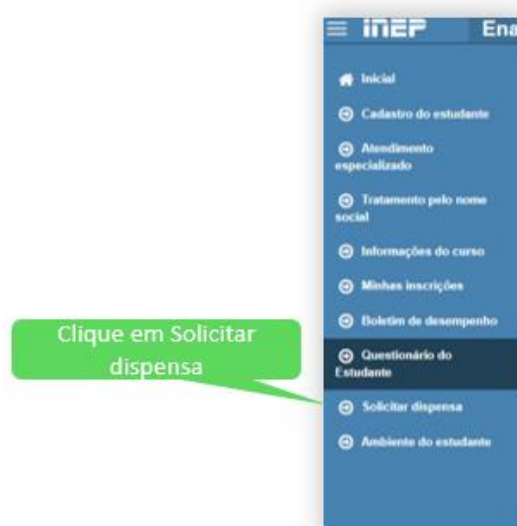 inep Ena
Inicial
Cadastro do estudante
Atendimento
especializado
Tratamento pelo nome
social
Informações do curso
Minhas inscrições
Boletim de desempenho
Questionário do
Estudante
Clique em Solicitar
dispensa
Solicitar dispensa
Ambiente do estudante